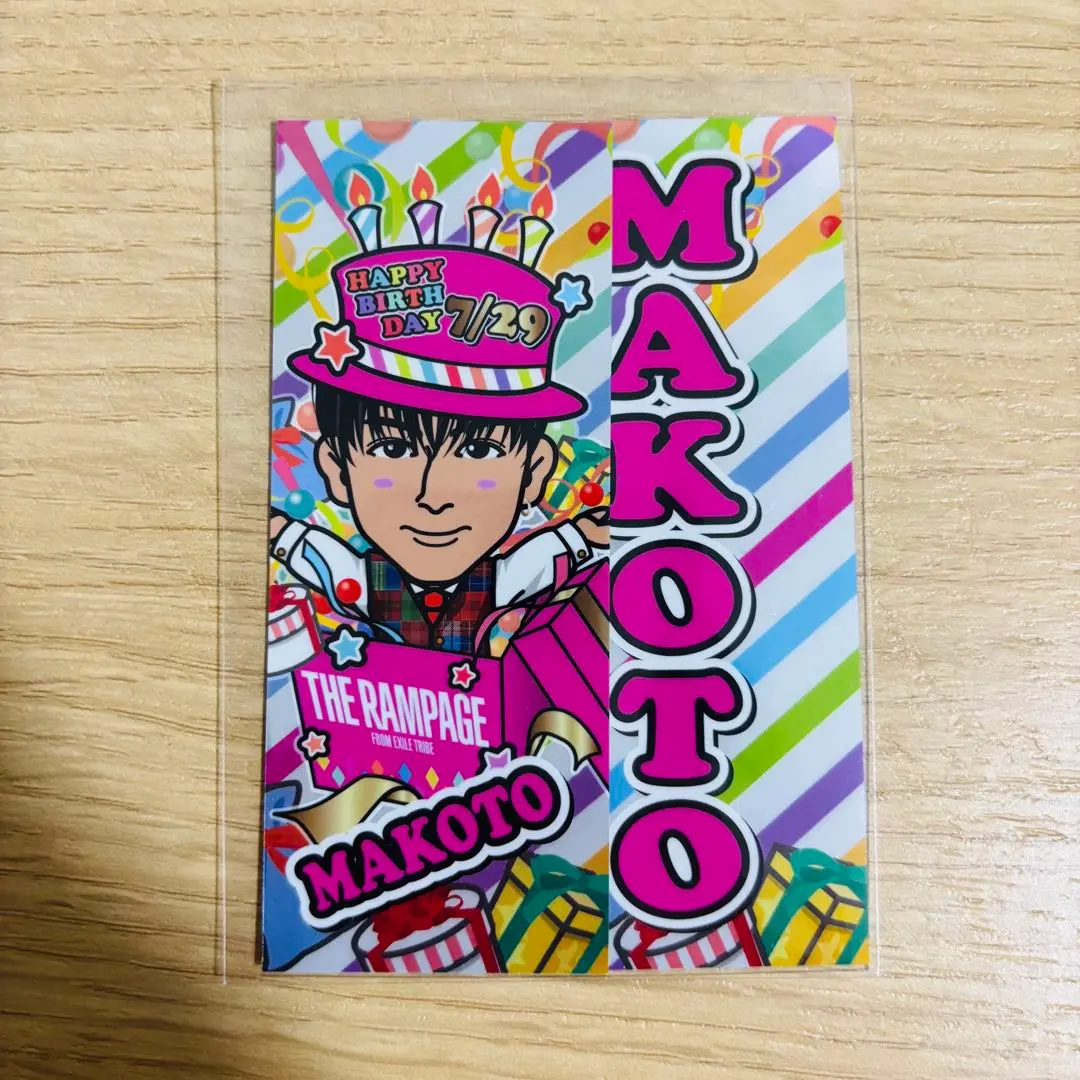 HAPPY
BIRTH
DAY 7/29
THE RAMPAGE
FROM EXILE TRIBE
MAKOTO
MAKOTO